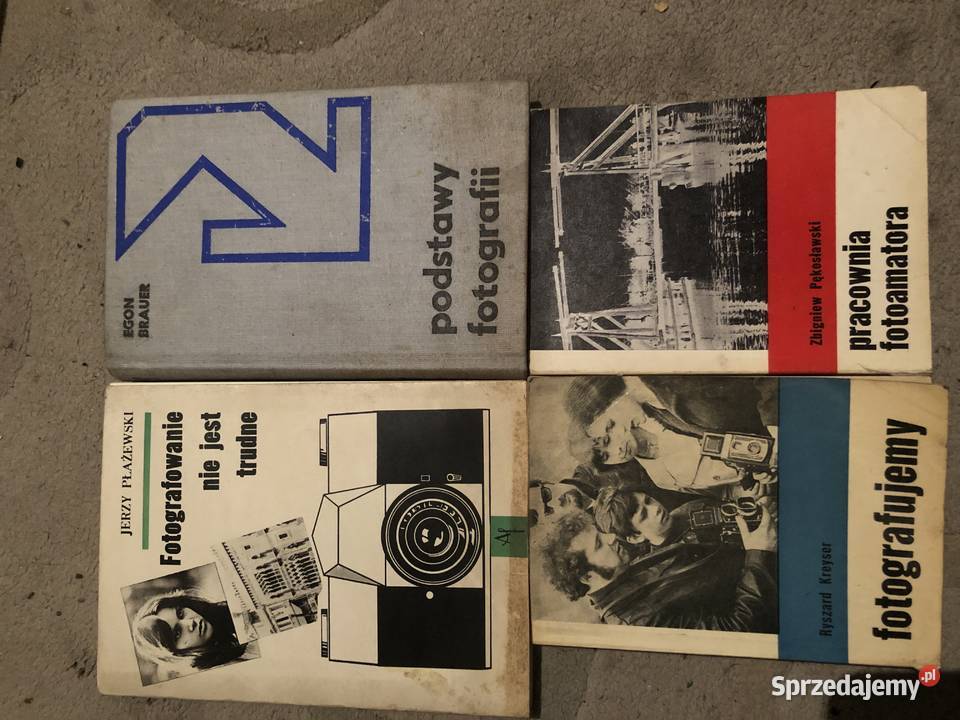 JERZY PŁAŻEWSKI
Fotografowanie
nie jest
trudne
EGON
BRAUER
podstawy
fotografii
Ryszard Kreyser
fotografujemy
Zbigniew Pękosławski
pracownia
fotoamatora
Sprzedajemy.pl